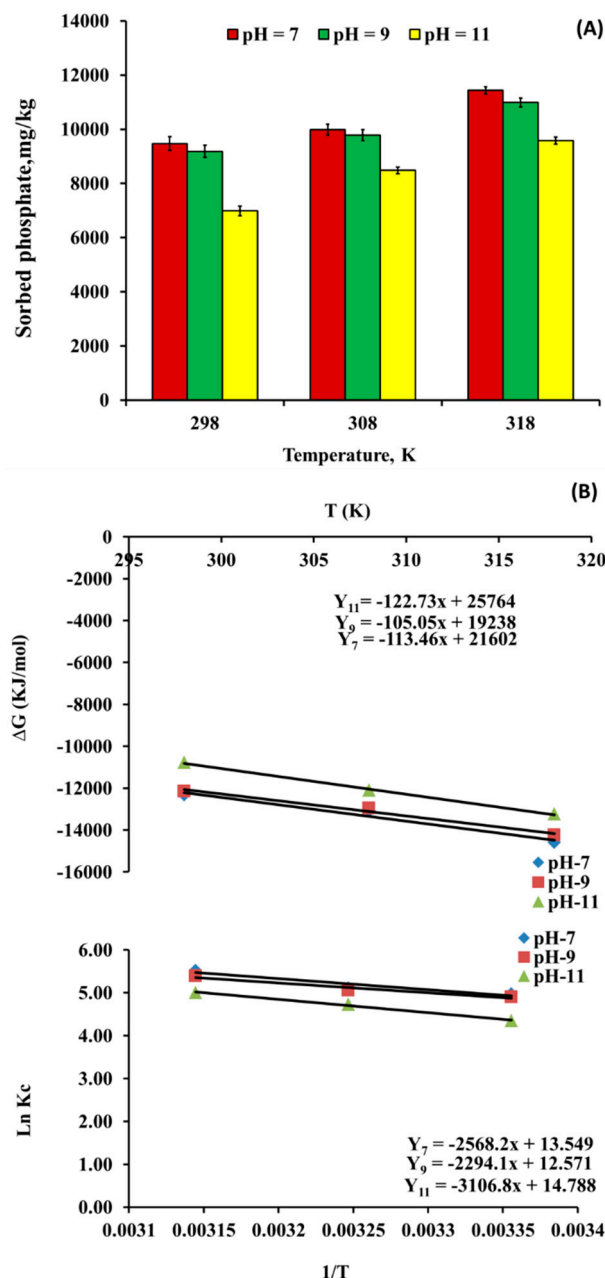 (A)
pH = 7 pH = 9 pH = 11
14000
12000
10000
8000
6000
4000
2000
0
Sorbed phosphate,mg/kg
298 308 318
Temperature, K
(B)
T (K)
0
295 300 305 310 315 320
-2000
-4000
-6000
-8000
-10000
-12000
-14000
-16000
ΔG (KJ/mol)
Y11= -122.73x + 25764
Y9 = -105.05x + 19238
Y7 = -113.46x + 21602
pH-7
pH-9
pH-11
pH-7
pH-9
pH-11
6.00
5.00
4.00
3.00
2.00
1.00
0.00
Ln Kc
Y7 = -2568.2x + 13.549
Y9 = -2294.1x + 12.571
Y11 = -3106.8x + 14.788
0.0031 0.00315 0.0032 0.00325 0.0033 0.00335 0.0034
1/T